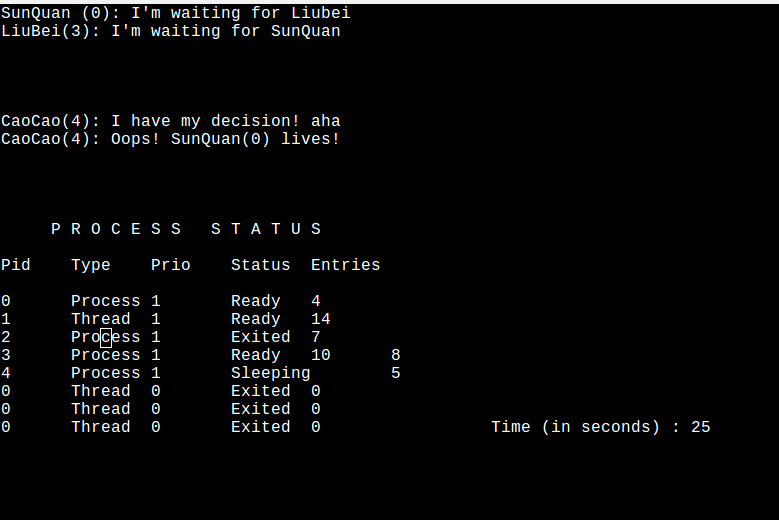 SunQuan (0): I'm waiting for Liubei
LiuBei(3): I'm waiting for SunQuan
CaoCao(4): I have my decision! aha
CaoCao(4): Oops! SunQuan(0) lives!
P R O C E S S   S T A T U S
Pid    Type    Prio    Status  Entries
0      Process 1       Ready   4
1      Thread  1       Ready   14
2      Process 1       Exited  7
3      Process 1       Ready   10      8
4      Process 1       Sleeping        5
0      Thread  0       Exited  0
0      Thread  0       Exited  0
0      Thread  0       Exited  0                 Time (in seconds) : 25